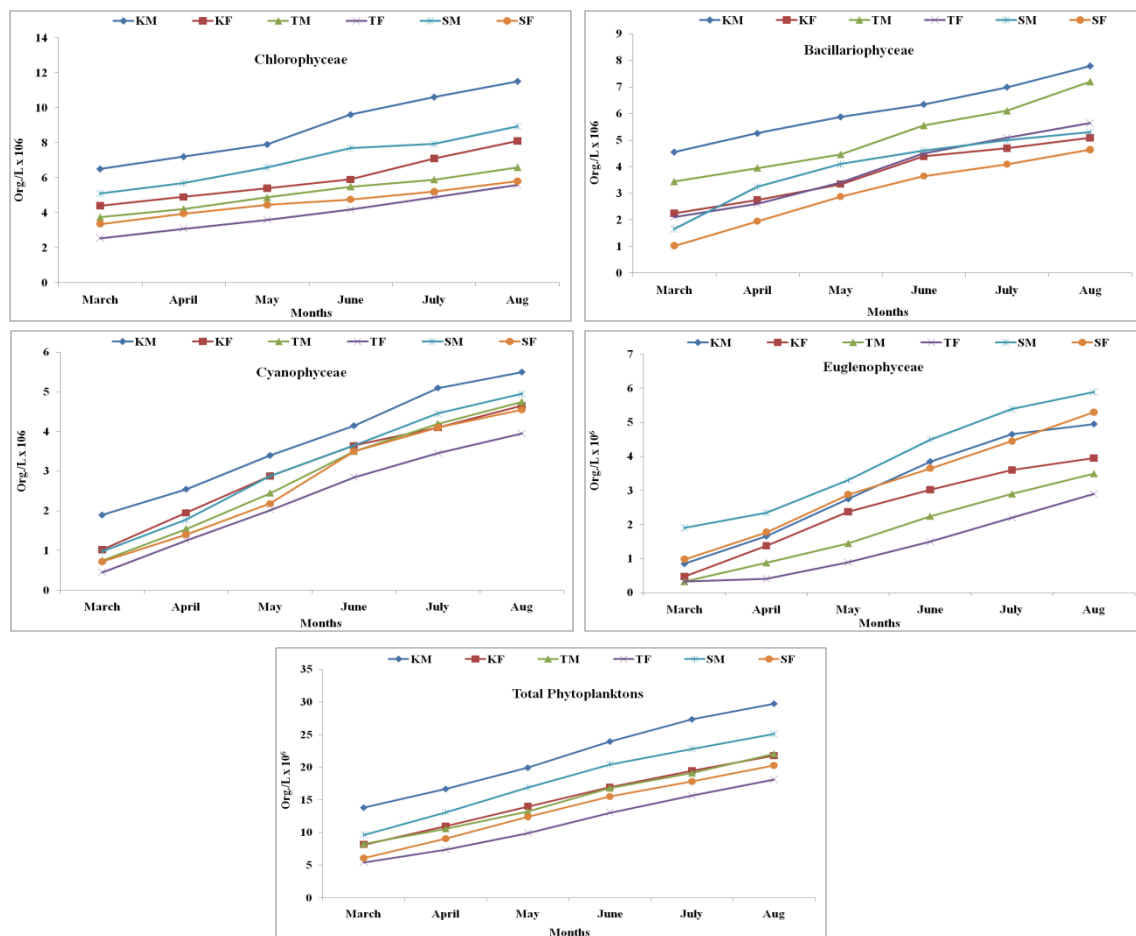 KM KF TM TF SM SF
Chlorophyceae
Org./L x 106
14
12
10
8
6
4
2
0
March April May June July Aug
Months
KM KF TM TF SM SF
Bacillariophyceae
Org./L x 106
9
8
7
6
5
4
3
2
1
0
March April May June July Aug
Months
KM KF TM TF SM SF
Cyanophyceae
Org./L x 106
6
5
4
3
2
1
0
March April May June July Aug
Months
KM KF TM TF SM SF
Euglenophyceae
Org./L x 10⁶
7
6
5
4
3
2
1
0
March April May June July Aug
Months
KM KF TM TF SM SF
Total Phytoplanktons
Org./L x 10⁶
35
30
25
20
15
10
5
0
March April May June July Aug
Months